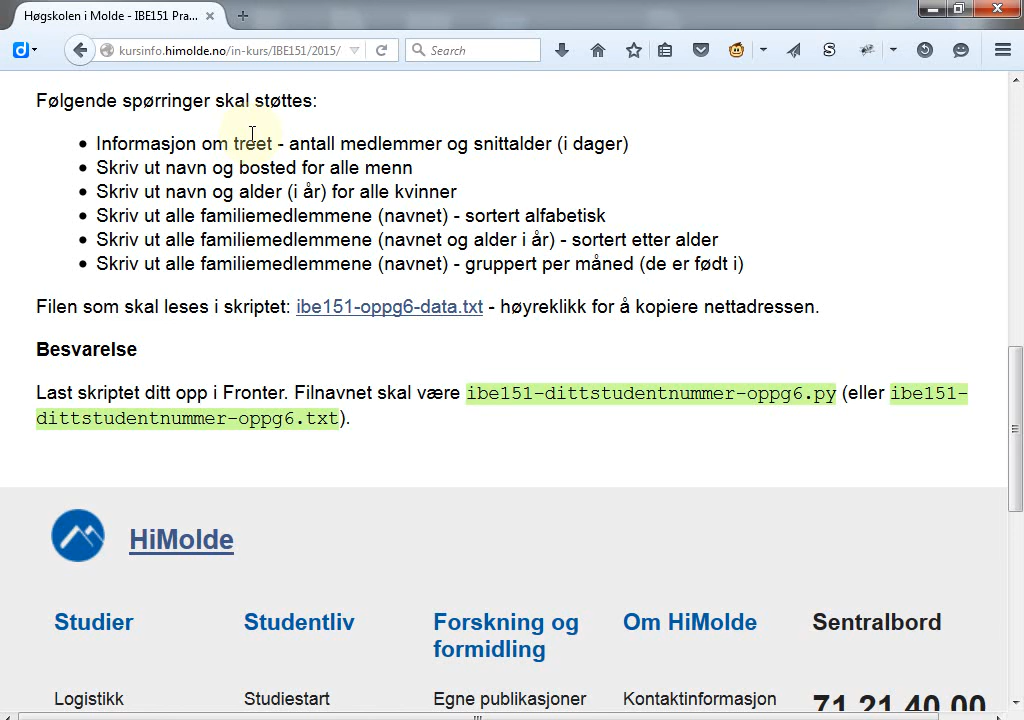 Høgskolen i Molde - IBE151 Pra...
kursinfo.himolde.no/in-kurs/IBE151/2015/
Search
Følgende spørringer skal støttes:
Informasjon om treet - antall medlemmer og snittalder (i dager)
Skriv ut navn og bosted for alle menn
Skriv ut navn og alder (i år) for alle kvinner
Skriv ut alle familiemedlemmene (navnet) - sortert alfabetisk
Skriv ut alle familiemedlemmene (navnet og alder i år) - sortert etter alder
Skriv ut alle familiemedlemmene (navnet) - gruppert per måned (de er født i)
Filen som skal leses i skriptet: ibe151-oppg6-data.txt - høyreklikk for å kopiere nettadressen.
Besvarelse
Last skriptet ditt opp i Fronter. Filnavnet skal være ibe151-dittstudentnummer-oppg6.py (eller ibe151-
dittstudentnummer-oppg6.txt).
HiMolde
Studier Studentliv Forskning og Om HiMolde Sentralbord
formidling
Logistikk Studiestart Egne publikasjoner Kontaktinformasjon 71 21 40 00